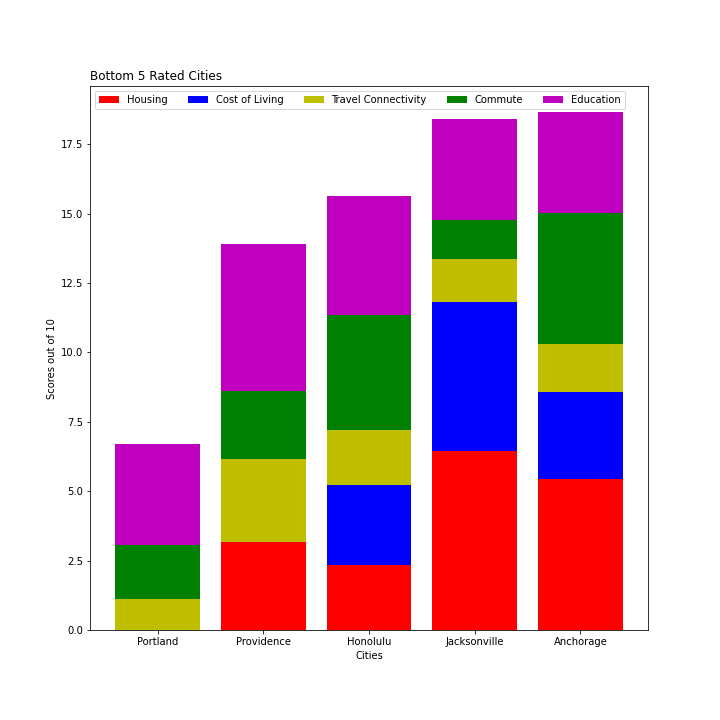 Bottom 5 Rated Cities
Housing Cost of Living Travel Connectivity Commute Education
Scores out of 10
17.5
15.0
12.5
10.0
7.5
5.0
2.5
0.0
Portland Providence Honolulu Jacksonville Anchorage
Cities